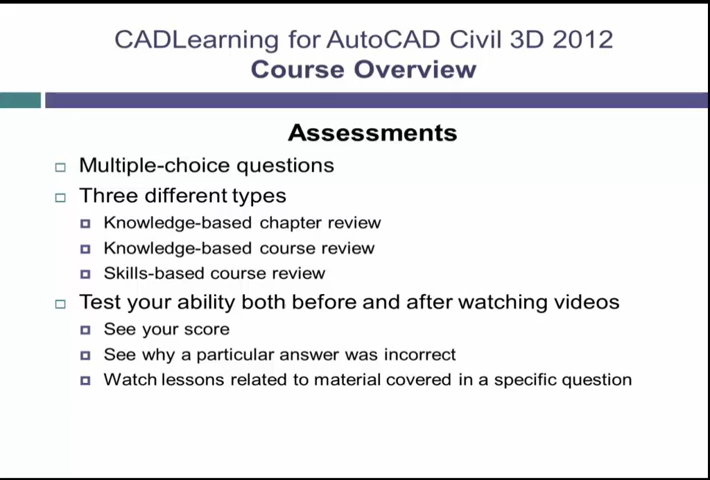 CADLearning for AutoCAD Civil 3D 2012
Course Overview
Assessments
Multiple-choice questions
Three different types
Knowledge-based chapter review
Knowledge-based course review
Skills-based course review
Test your ability both before and after watching videos
See your score
See why a particular answer was incorrect
Watch lessons related to material covered in a specific question